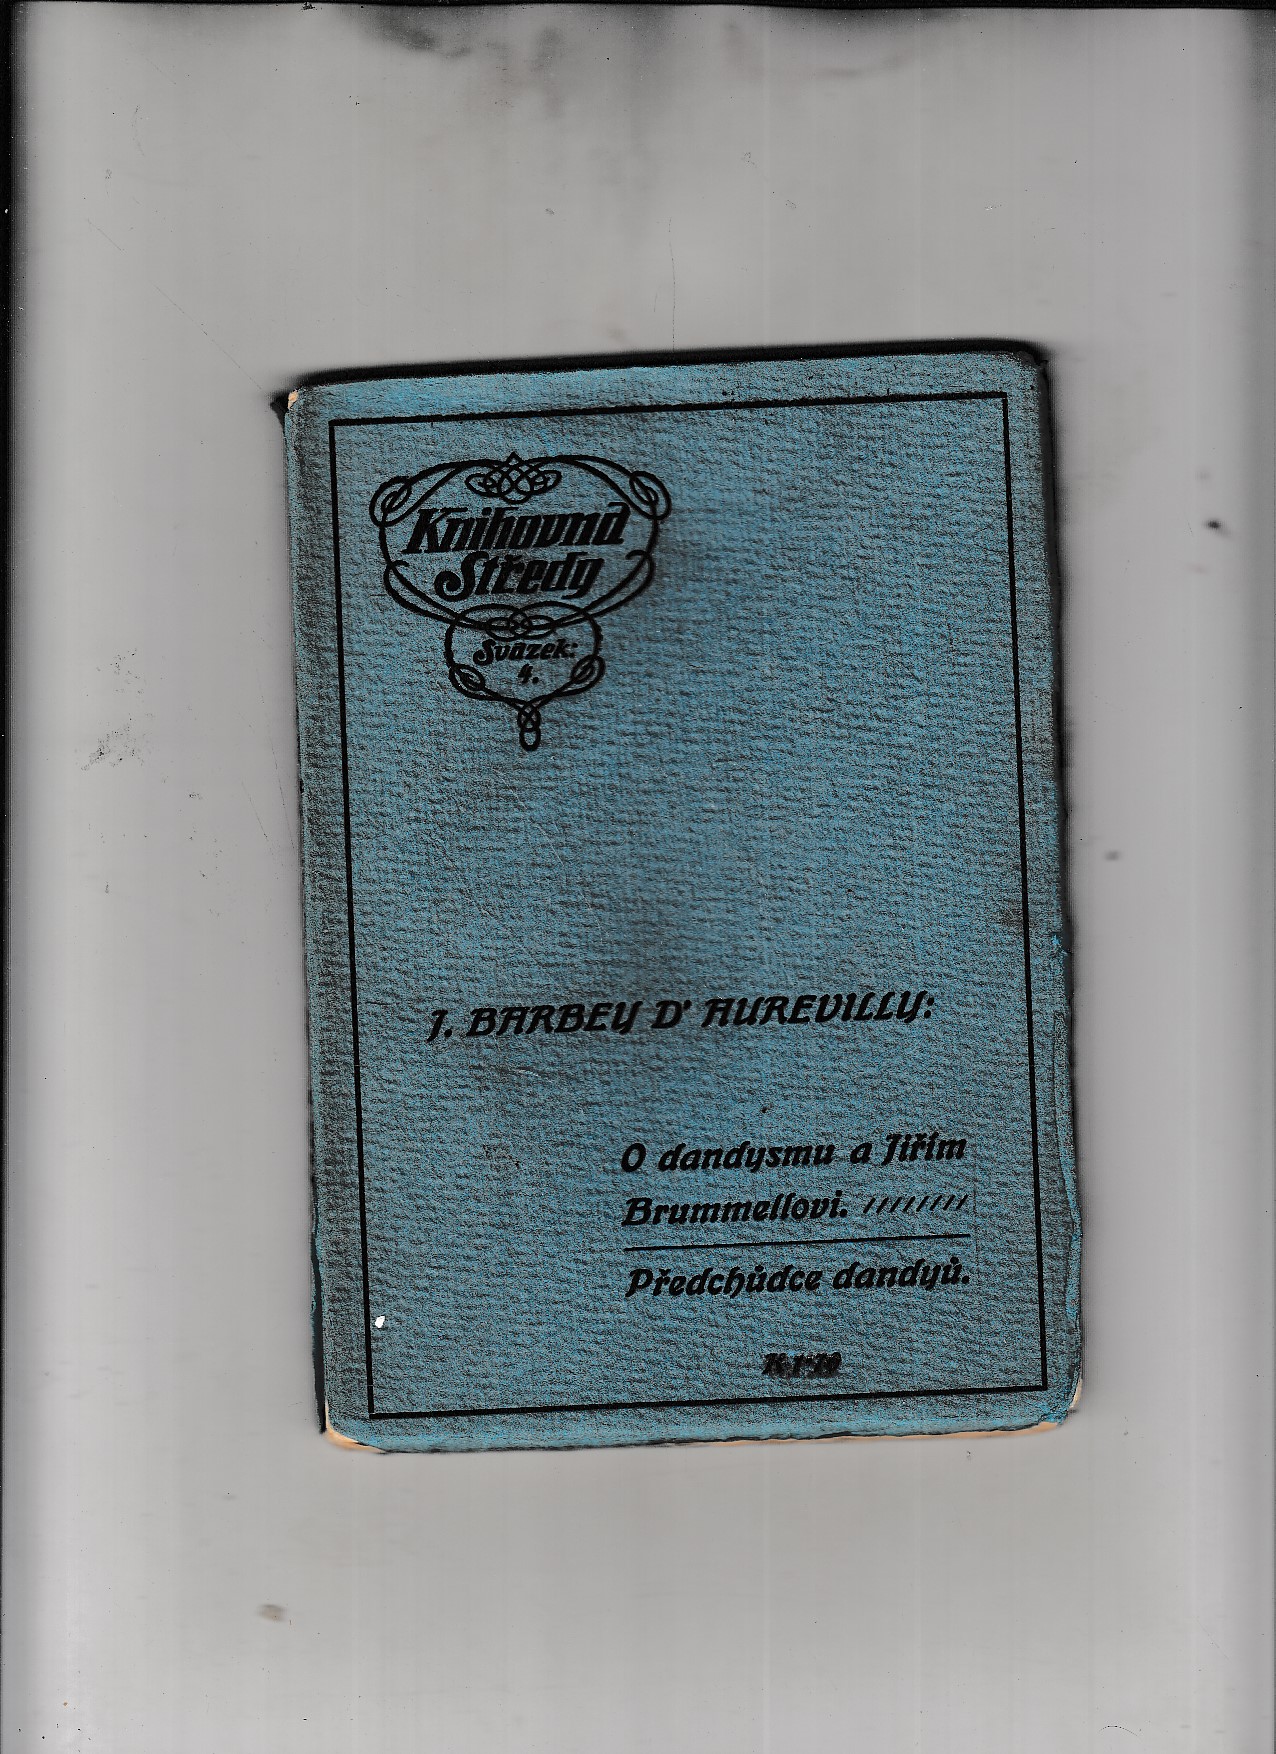 Knihovna
Středy
Svazek:
4.
J. BARBEY D' AUREVILLY:
O dandysmu a Jiřím
Brummellovi. ////////
Předchůdce dandyů.